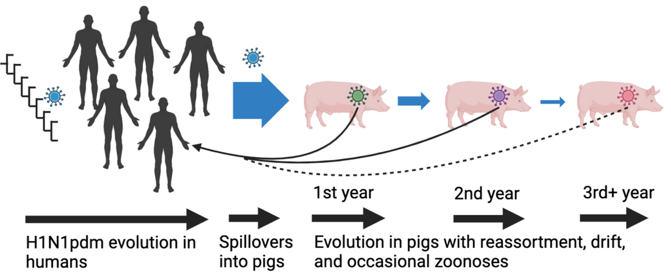 1st year
2nd year
3rd+ year
H1N1pdm evolution in
humans
Spillovers
into pigs
Evolution in pigs with reassortment, drift,
and occasional zoonoses